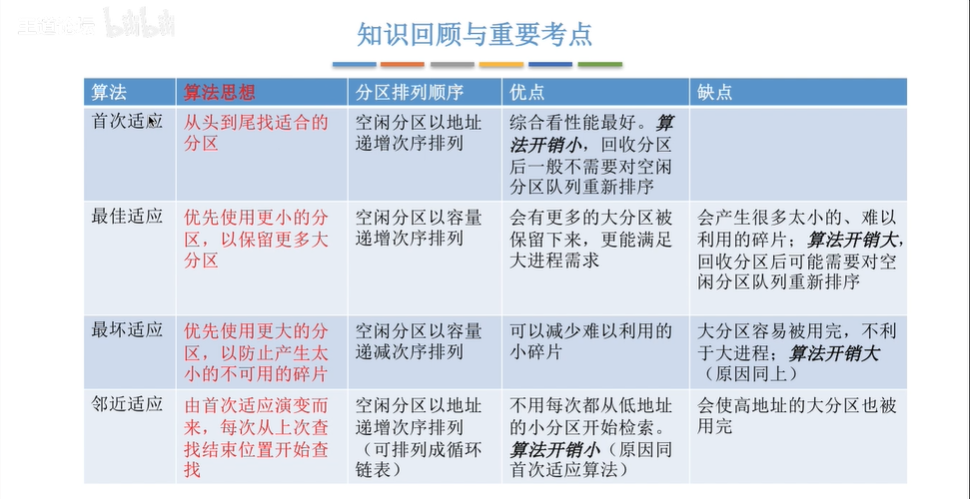 bilibili
知识回顾与重要考点
算法
算法思想
分区排列顺序
优点
缺点
首次适应
从头到尾找适合的
分区
空闲分区以地址
递增次序排列
综合看性能最好。算
法开销小，回收分区
后一般不需要对空闲
分区队列重新排序
最佳适应
优先使用更小的分
区，以保留更多大
分区
空闲分区以容量
递增次序排列
会有更多的大分区被
保留下来，更能满足
大进程需求
会产生很多太小的、难以
利用的碎片；算法开销大，
回收分区后可能需要对空
闲分区队列重新排序
最坏适应
优先使用更大的分
区，以防止产生太
小的不可用的碎片
空闲分区以容量
递减次序排列
可以减少难以利用的
小碎片
大分区容易被用完，不利
于大进程；算法开销大
（原因同上）
邻近适应
由首次适应演变而
来，每次从上次查
找结束位置开始查
找
空闲分区以地址
递增次序排列
（可排列成循环
链表）
不用每次都从低地址
的小分区开始检索。
算法开销小（原因同
首次适应算法）
会使高地址的大分区也被
用完